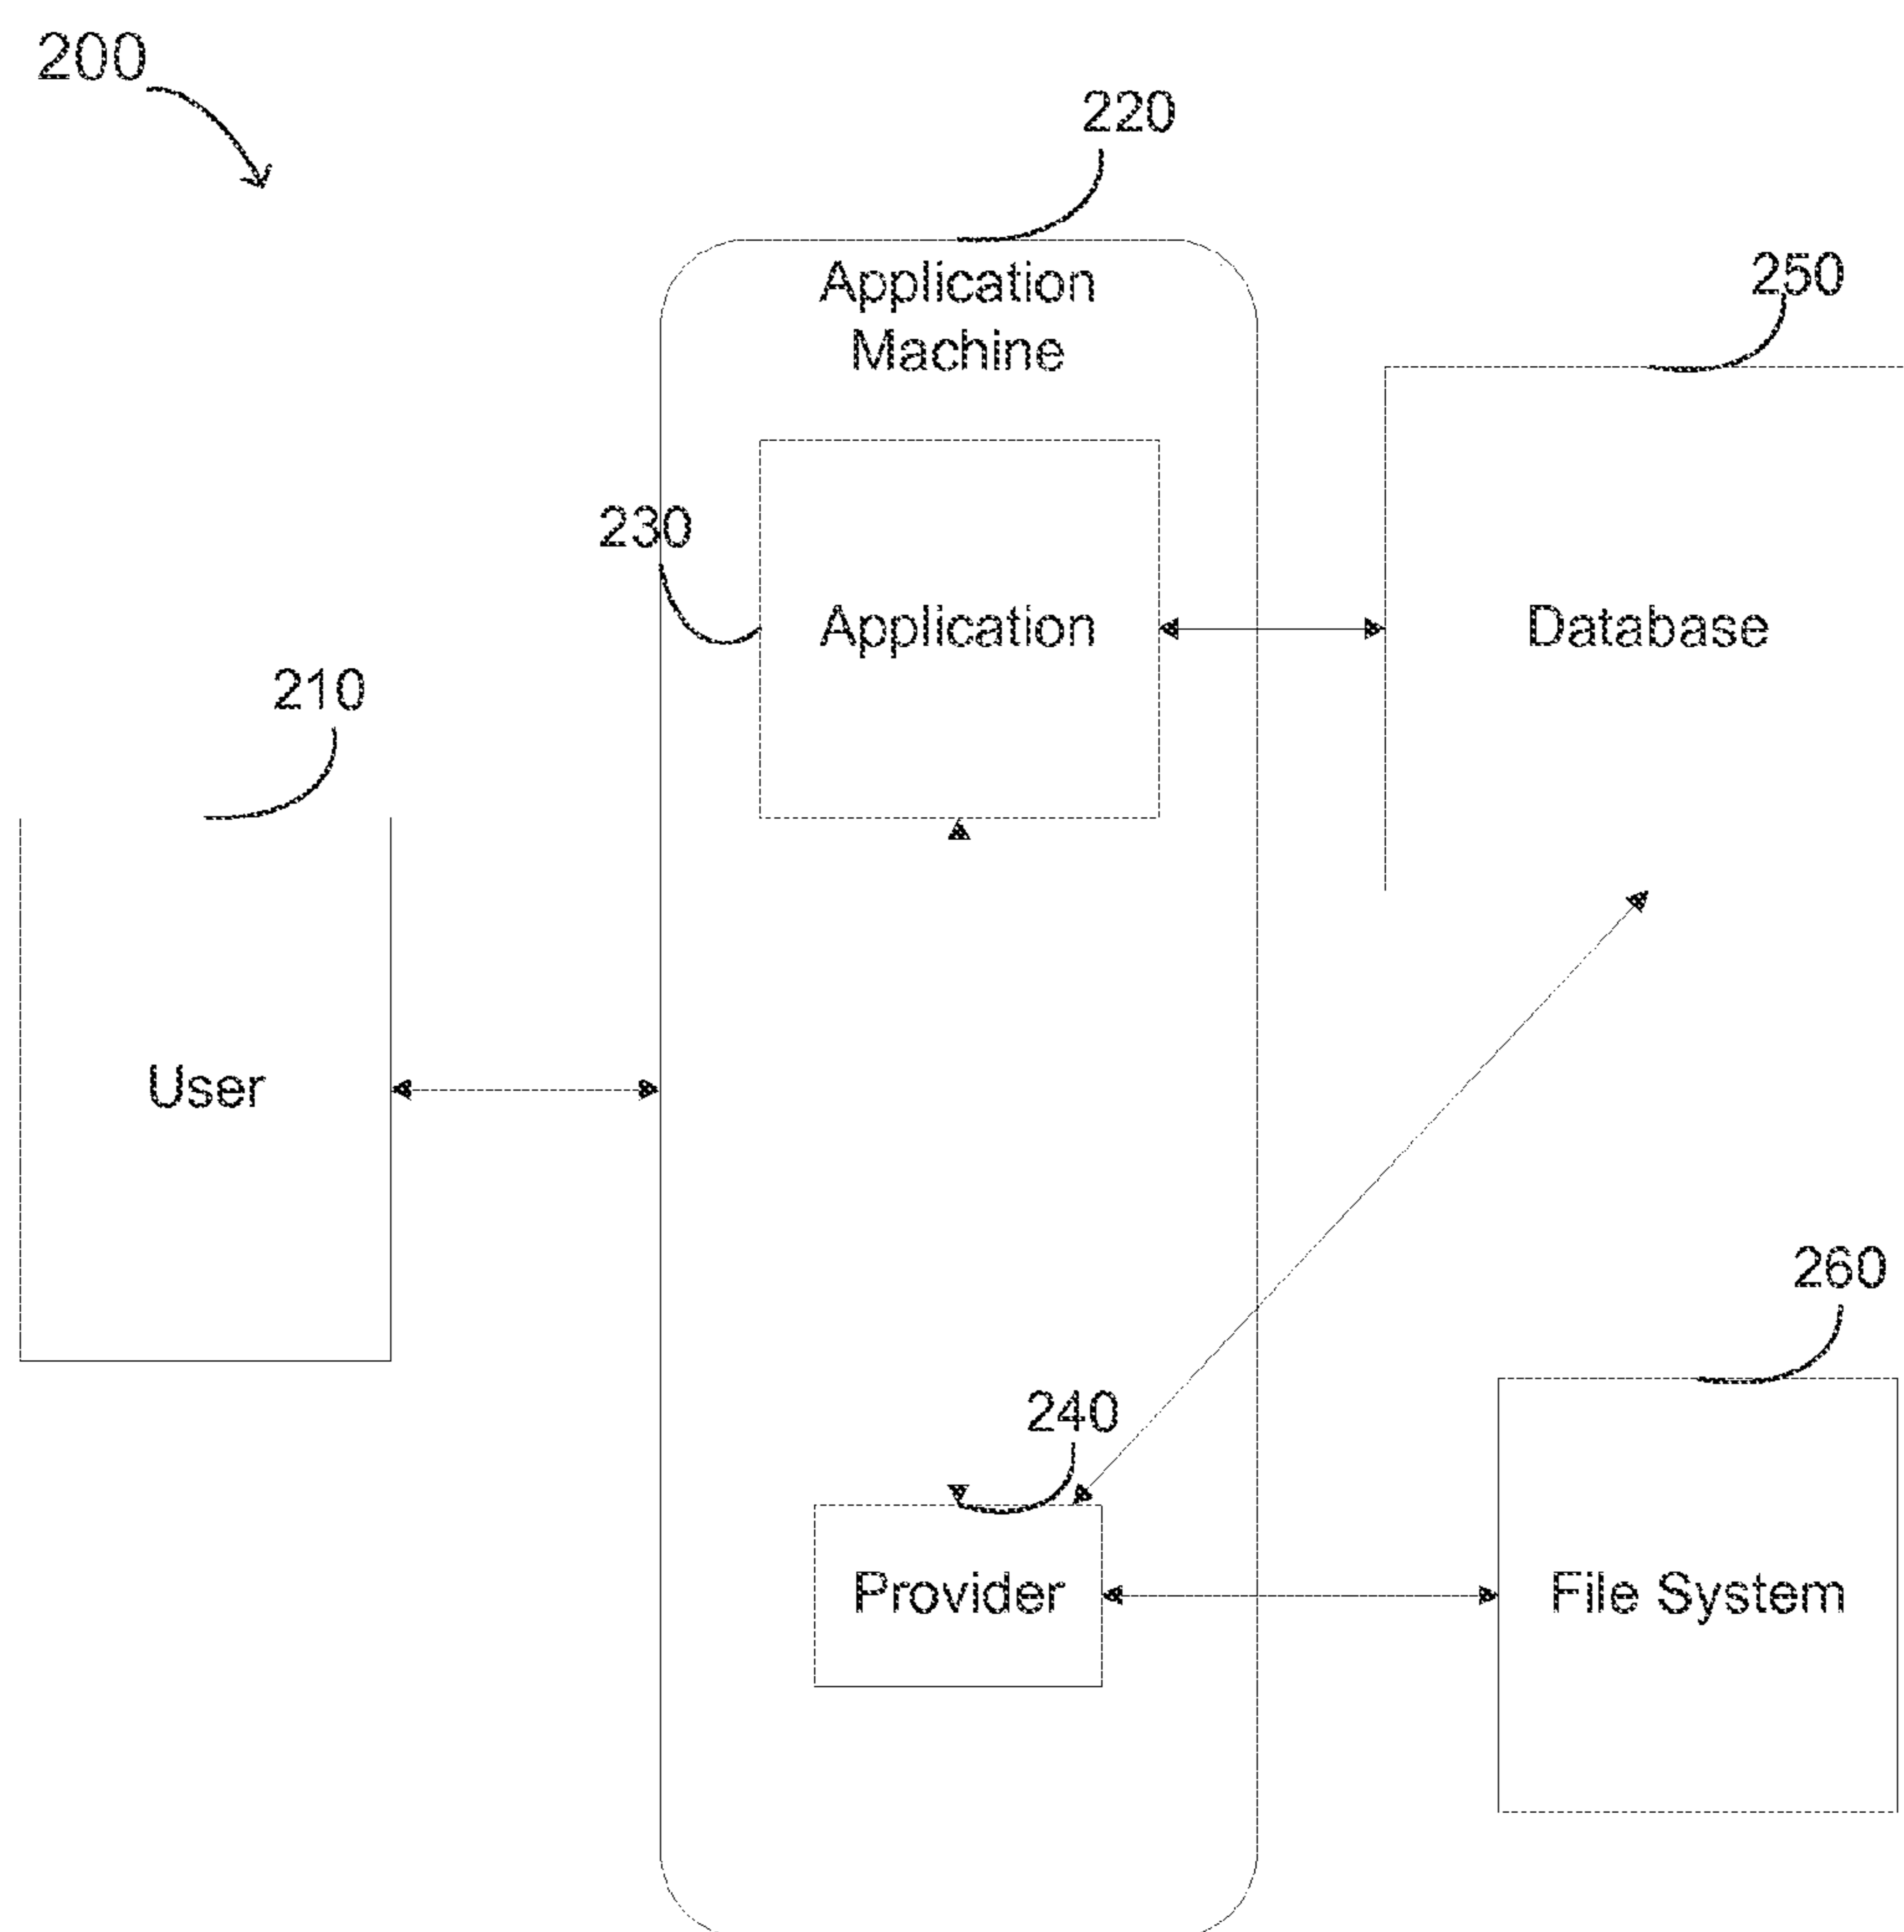 200
220
Application
Machine
250
230
Application
Database
210
User
260
240
Provider
File System